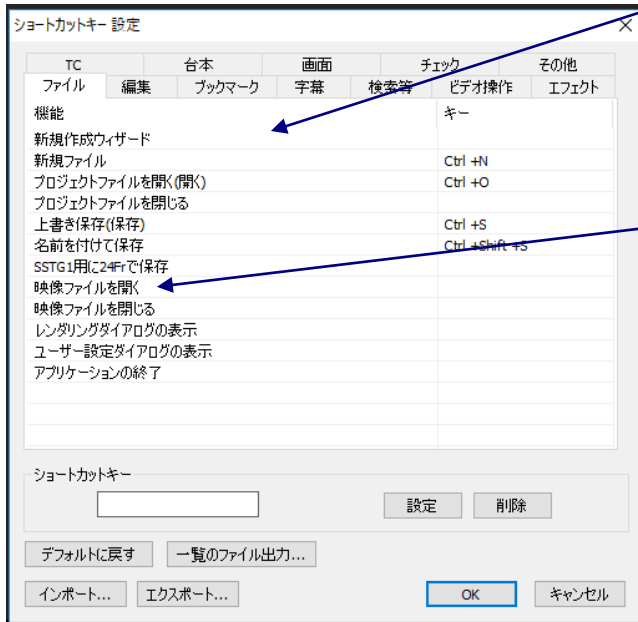 ショートカットキー 設定
TC 台本 画面 チェック その他
ファイル 編集 ブックマーク 字幕 検索等 ビデオ操作 エフェクト
機能 キー
新規作成ウィザード
新規ファイル Ctrl +N
プロジェクトファイルを開く(開く) Ctrl +O
プロジェクトファイルを閉じる
上書き保存(保存) Ctrl +S
名前を付けて保存 Ctrl +Shift +S
SSTG1用に24Frで保存
映像ファイルを開く
映像ファイルを閉じる
レンダリングダイアログの表示
ユーザー設定ダイアログの表示
アプリケーションの終了
ショートカットキー
設定 削除
デフォルトに戻す 一覧のファイル出力...
インポート... エクスポート... OK キャンセル